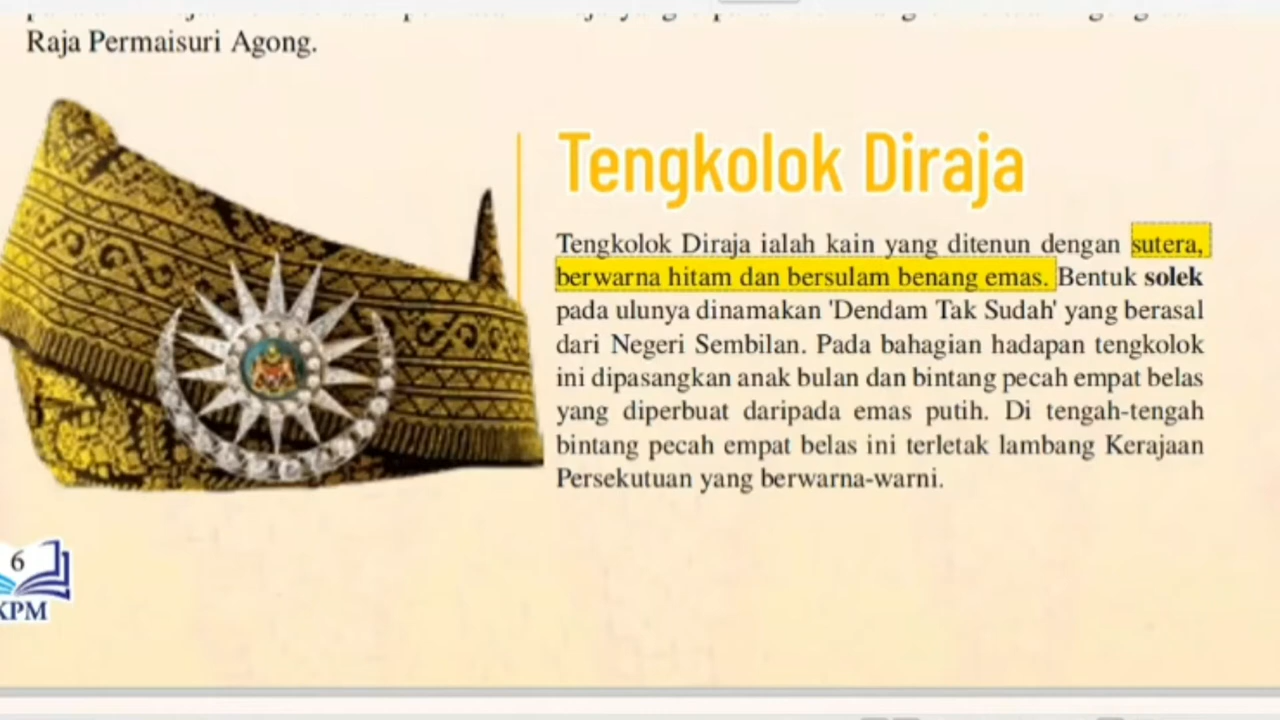 Raja Permaisuri Agong.
Tengkolok Diraja
Tengkolok Diraja ialah kain yang ditenun dengan sutera,
berwarna hitam dan bersulam benang emas. Bentuk solek
pada ulunya dinamakan 'Dendam Tak Sudah' yang berasal
dari Negeri Sembilan. Pada bahagian hadapan tengkolok
ini dipasangkan anak bulan dan bintang pecah empat belas
yang diperbuat daripada emas putih. Di tengah-tengah
bintang pecah empat belas ini terletak lambang Kerajaan
Persekutuan yang berwarna-warni.
6
KPM